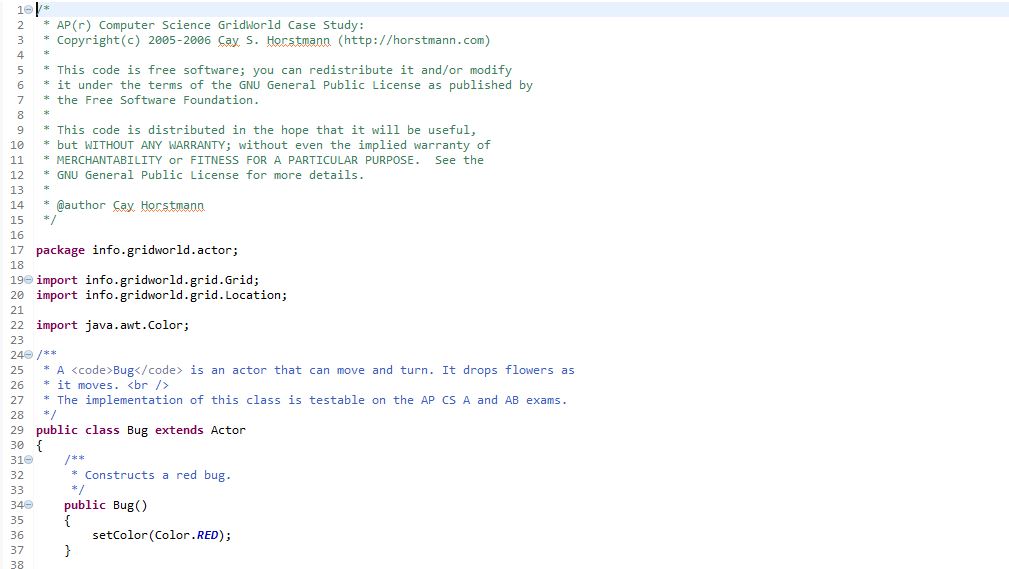 1 /*
2  * AP(r) Computer Science GridWorld Case Study:
3  * Copyright(c) 2005-2006 Cay S. Horstmann (http://horstmann.com)
4  *
5  * This code is free software; you can redistribute it and/or modify
6  * it under the terms of the GNU General Public License as published by
7  * the Free Software Foundation.
8  *
9  * This code is distributed in the hope that it will be useful,
10  * but WITHOUT ANY WARRANTY; without even the implied warranty of
11  * MERCHANTABILITY or FITNESS FOR A PARTICULAR PURPOSE.  See the
12  * GNU General Public License for more details.
13  *
14  * @author Cay Horstmann
15  */
16
17 package info.gridworld.actor;
18
19 import info.gridworld.grid.Grid;
20 import info.gridworld.grid.Location;
21
22 import java.awt.Color;
23
24 /**
25  * A <code>Bug</code> is an actor that can move and turn. It drops flowers as
26  * it moves. <br />
27  * The implementation of this class is testable on the AP CS A and AB exams.
28  */
29 public class Bug extends Actor
30 {
31     /**
32      * Constructs a red bug.
33      */
34     public Bug()
35     {
36         setColor(Color.RED);
37     }
38